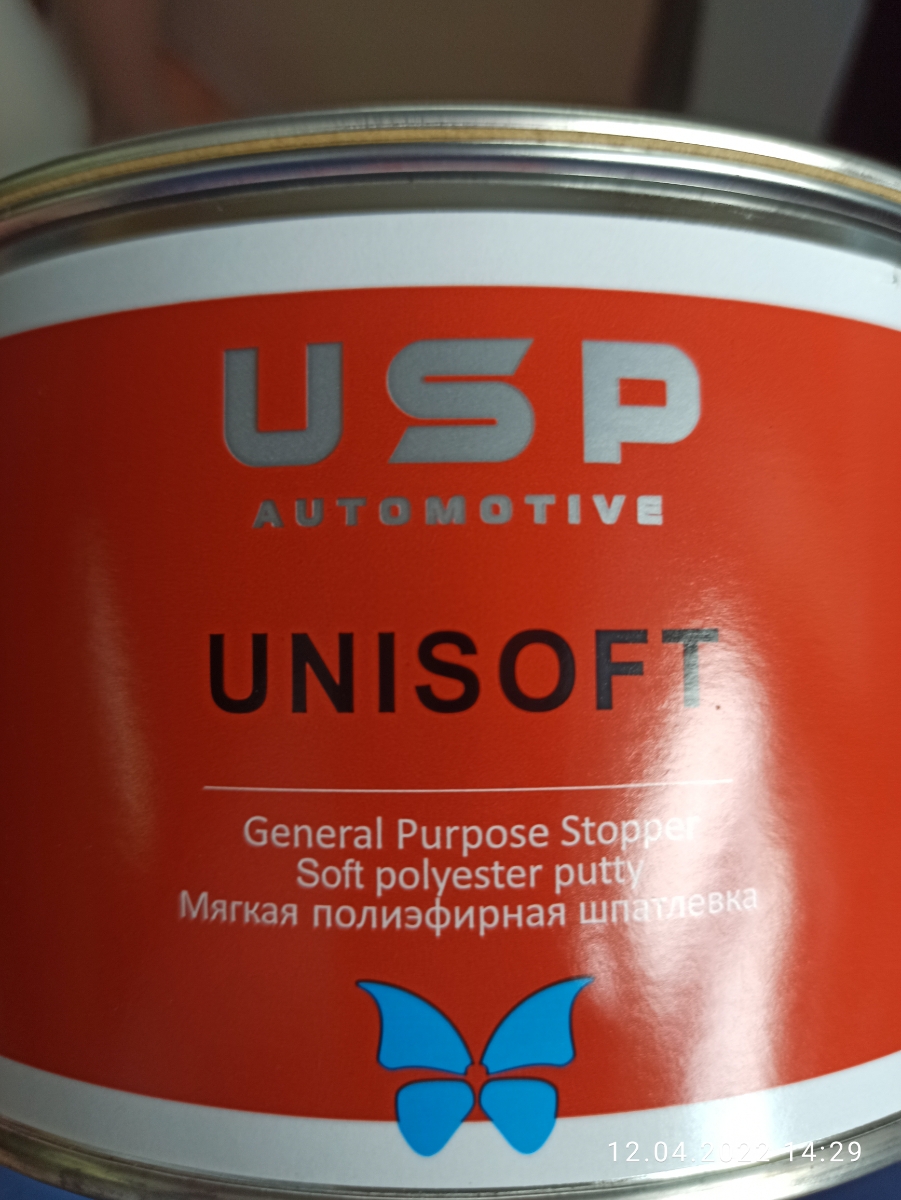 USP
AUTOMOTIVE
UNISOFT
General Purpose Stopper
Soft polyester putty
Мягкая полиэфирная шпатлевка
12.04.2022 14:29